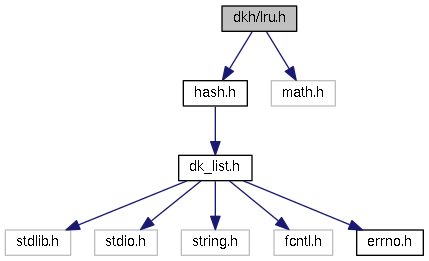 dkh/lru.h
hash.h
math.h
dk_list.h
stdlib.h
stdio.h
string.h
fcntl.h
errno.h